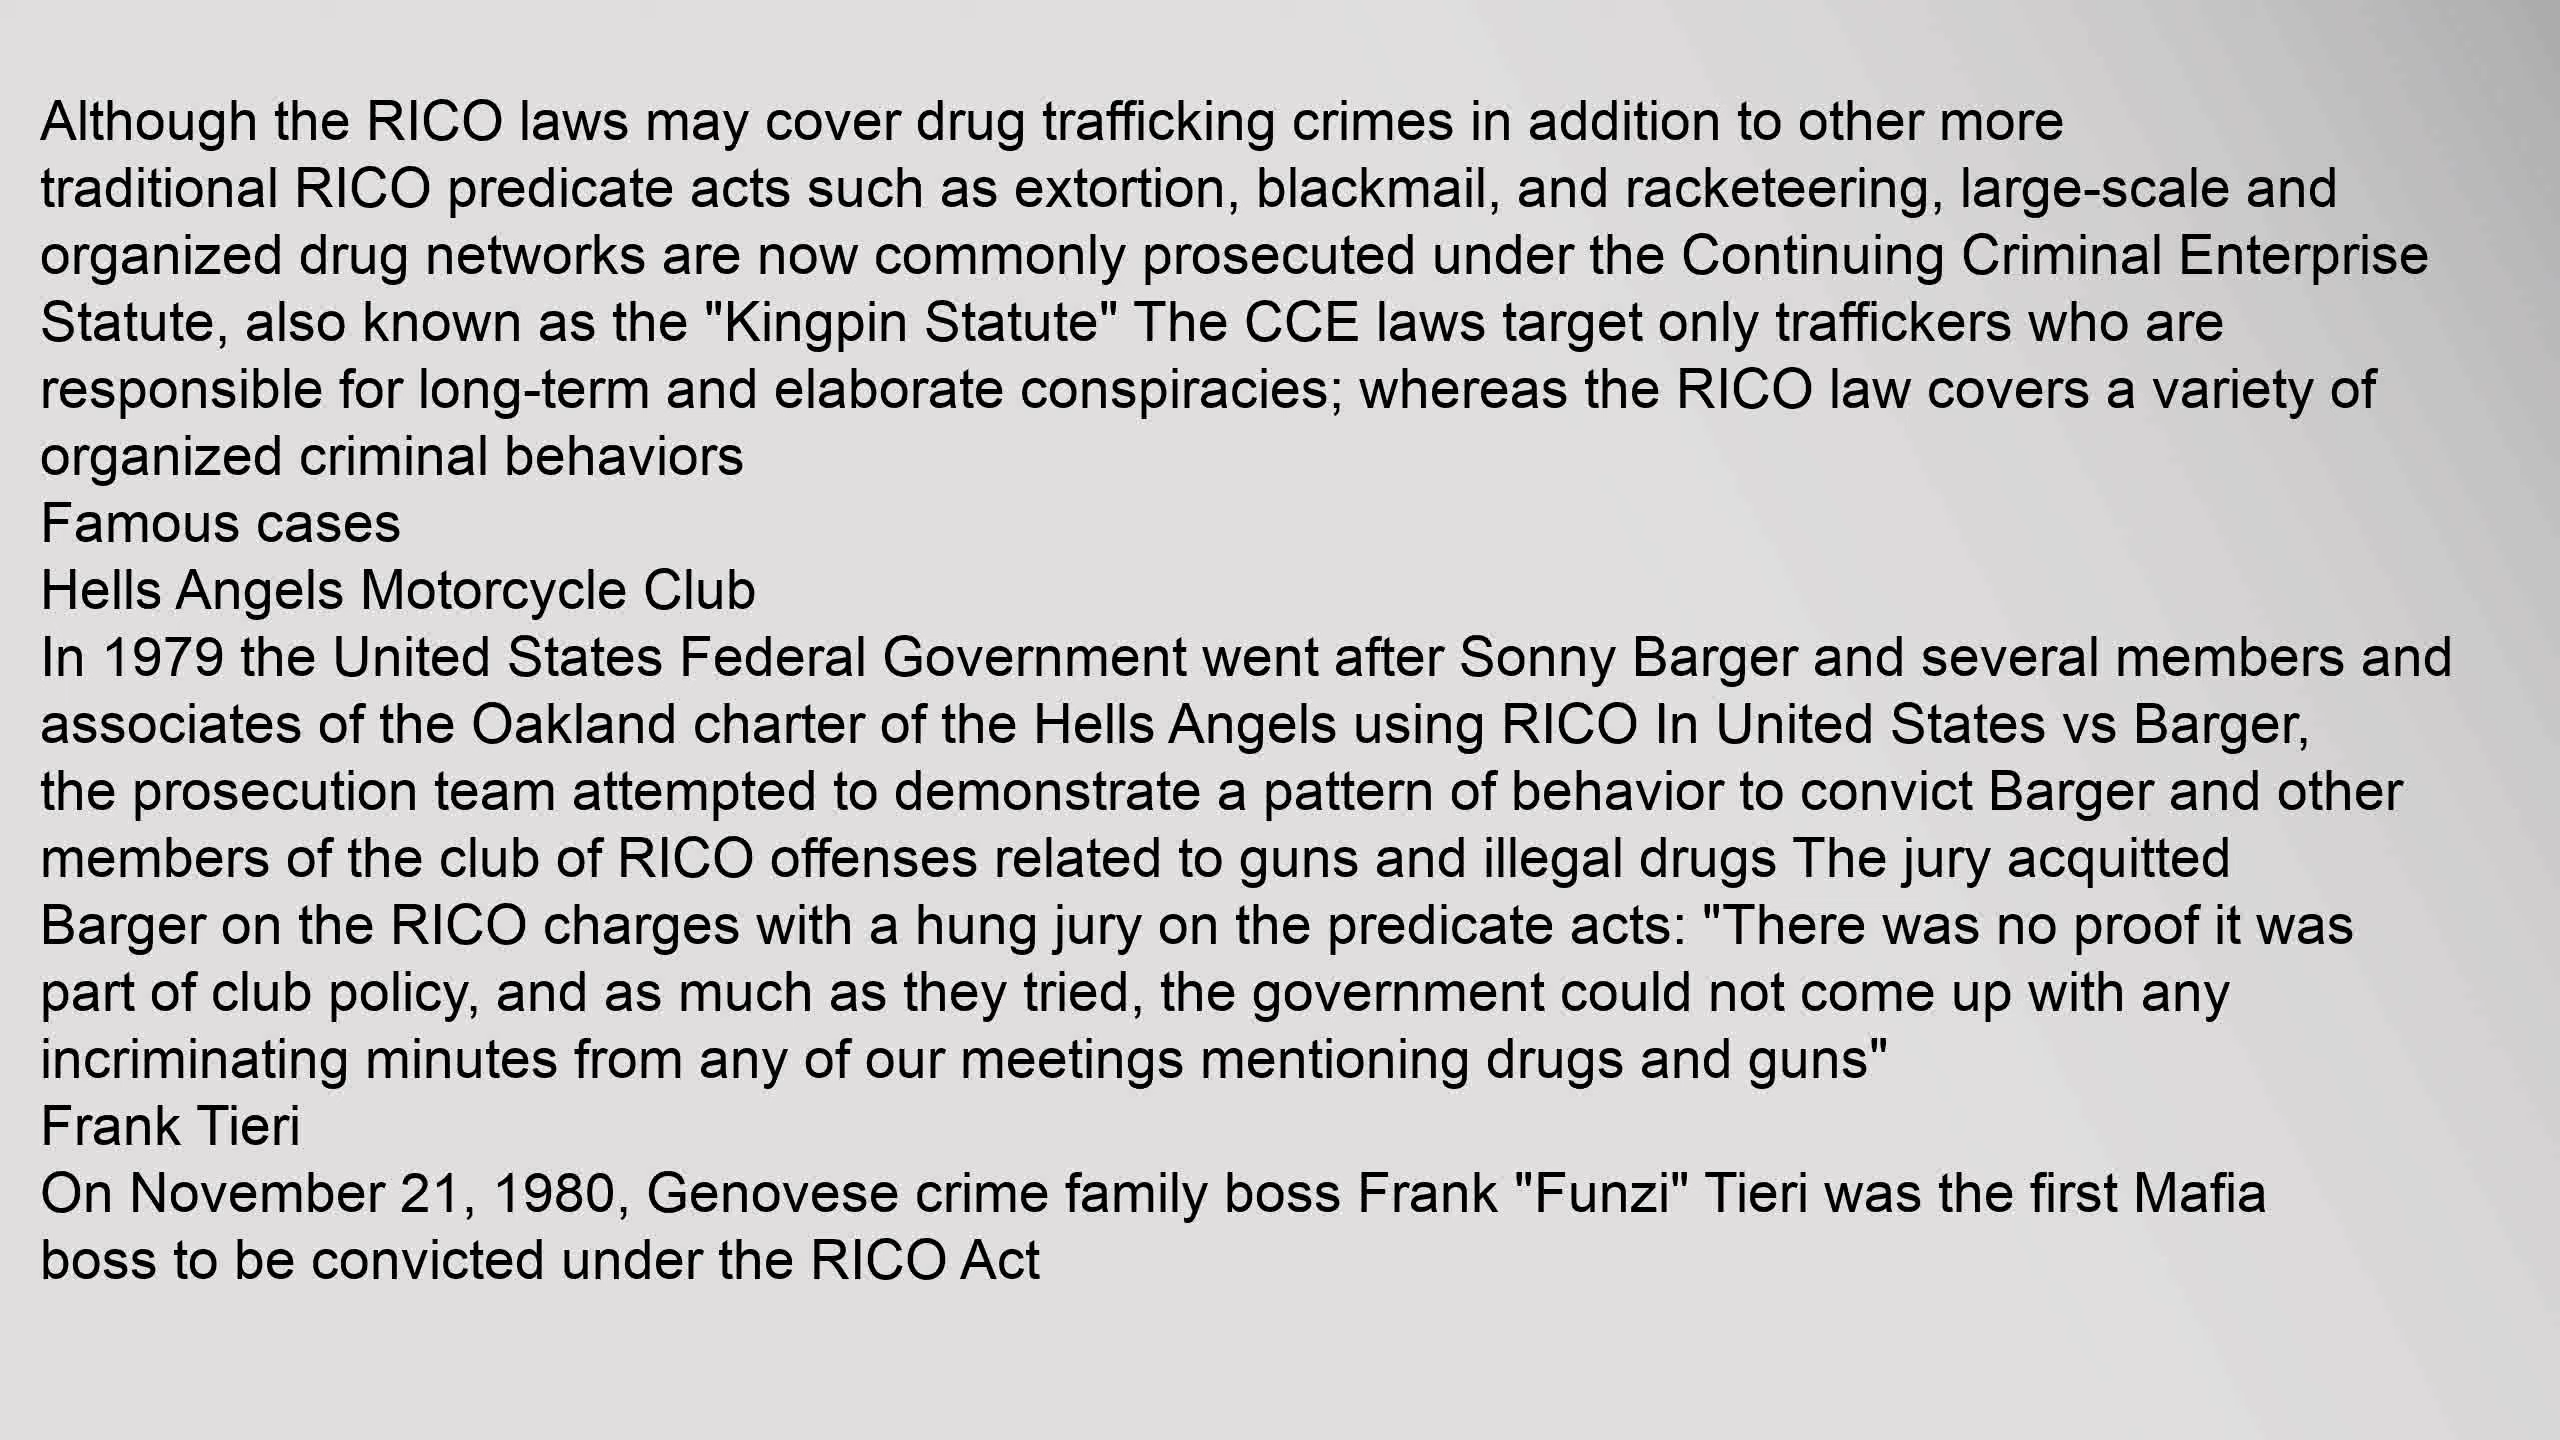 Although the RICO laws may cover drug trafficking crimes in addition to other more
traditional RICO predicate acts such as extortion, blackmail, and racketeering, large-scale and
organized drug networks are now commonly prosecuted under the Continuing Criminal Enterprise
Statute, also known as the "Kingpin Statute" The CCE laws target only traffickers who are
responsible for long-term and elaborate conspiracies; whereas the RICO law covers a variety of
organized criminal behaviors
Famous cases
Hells Angels Motorcycle Club
In 1979 the United States Federal Government went after Sonny Barger and several members and
associates of the Oakland charter of the Hells Angels using RICO In United States vs Barger,
the prosecution team attempted to demonstrate a pattern of behavior to convict Barger and other
members of the club of RICO offenses related to guns and illegal drugs The jury acquitted
Barger on the RICO charges with a hung jury on the predicate acts: "There was no proof it was
part of club policy, and as much as they tried, the government could not come up with any
incriminating minutes from any of our meetings mentioning drugs and guns"
Frank Tieri
On November 21, 1980, Genovese crime family boss Frank "Funzi" Tieri was the first Mafia
boss to be convicted under the RICO Act